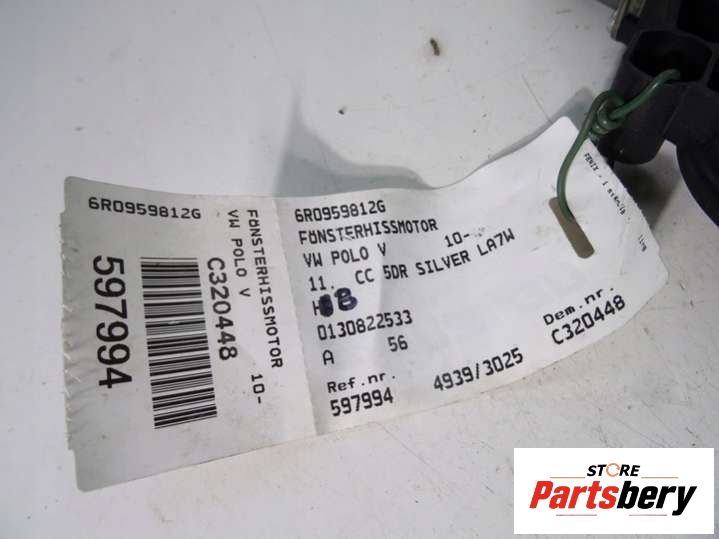 6R0959812G
FÖNSTERHISSMOTOR
VW POLO V 10-
C320448
597994
6R0959812G
FÖNSTERHISSMOTOR
VW POLO V 10-
11. CC 5DR SILVER LA7W
H
0130822533
A 56
Ref.nr. Dem.nr.
597994 4939/3025 C320448
FENIX
STORE
Partsbery